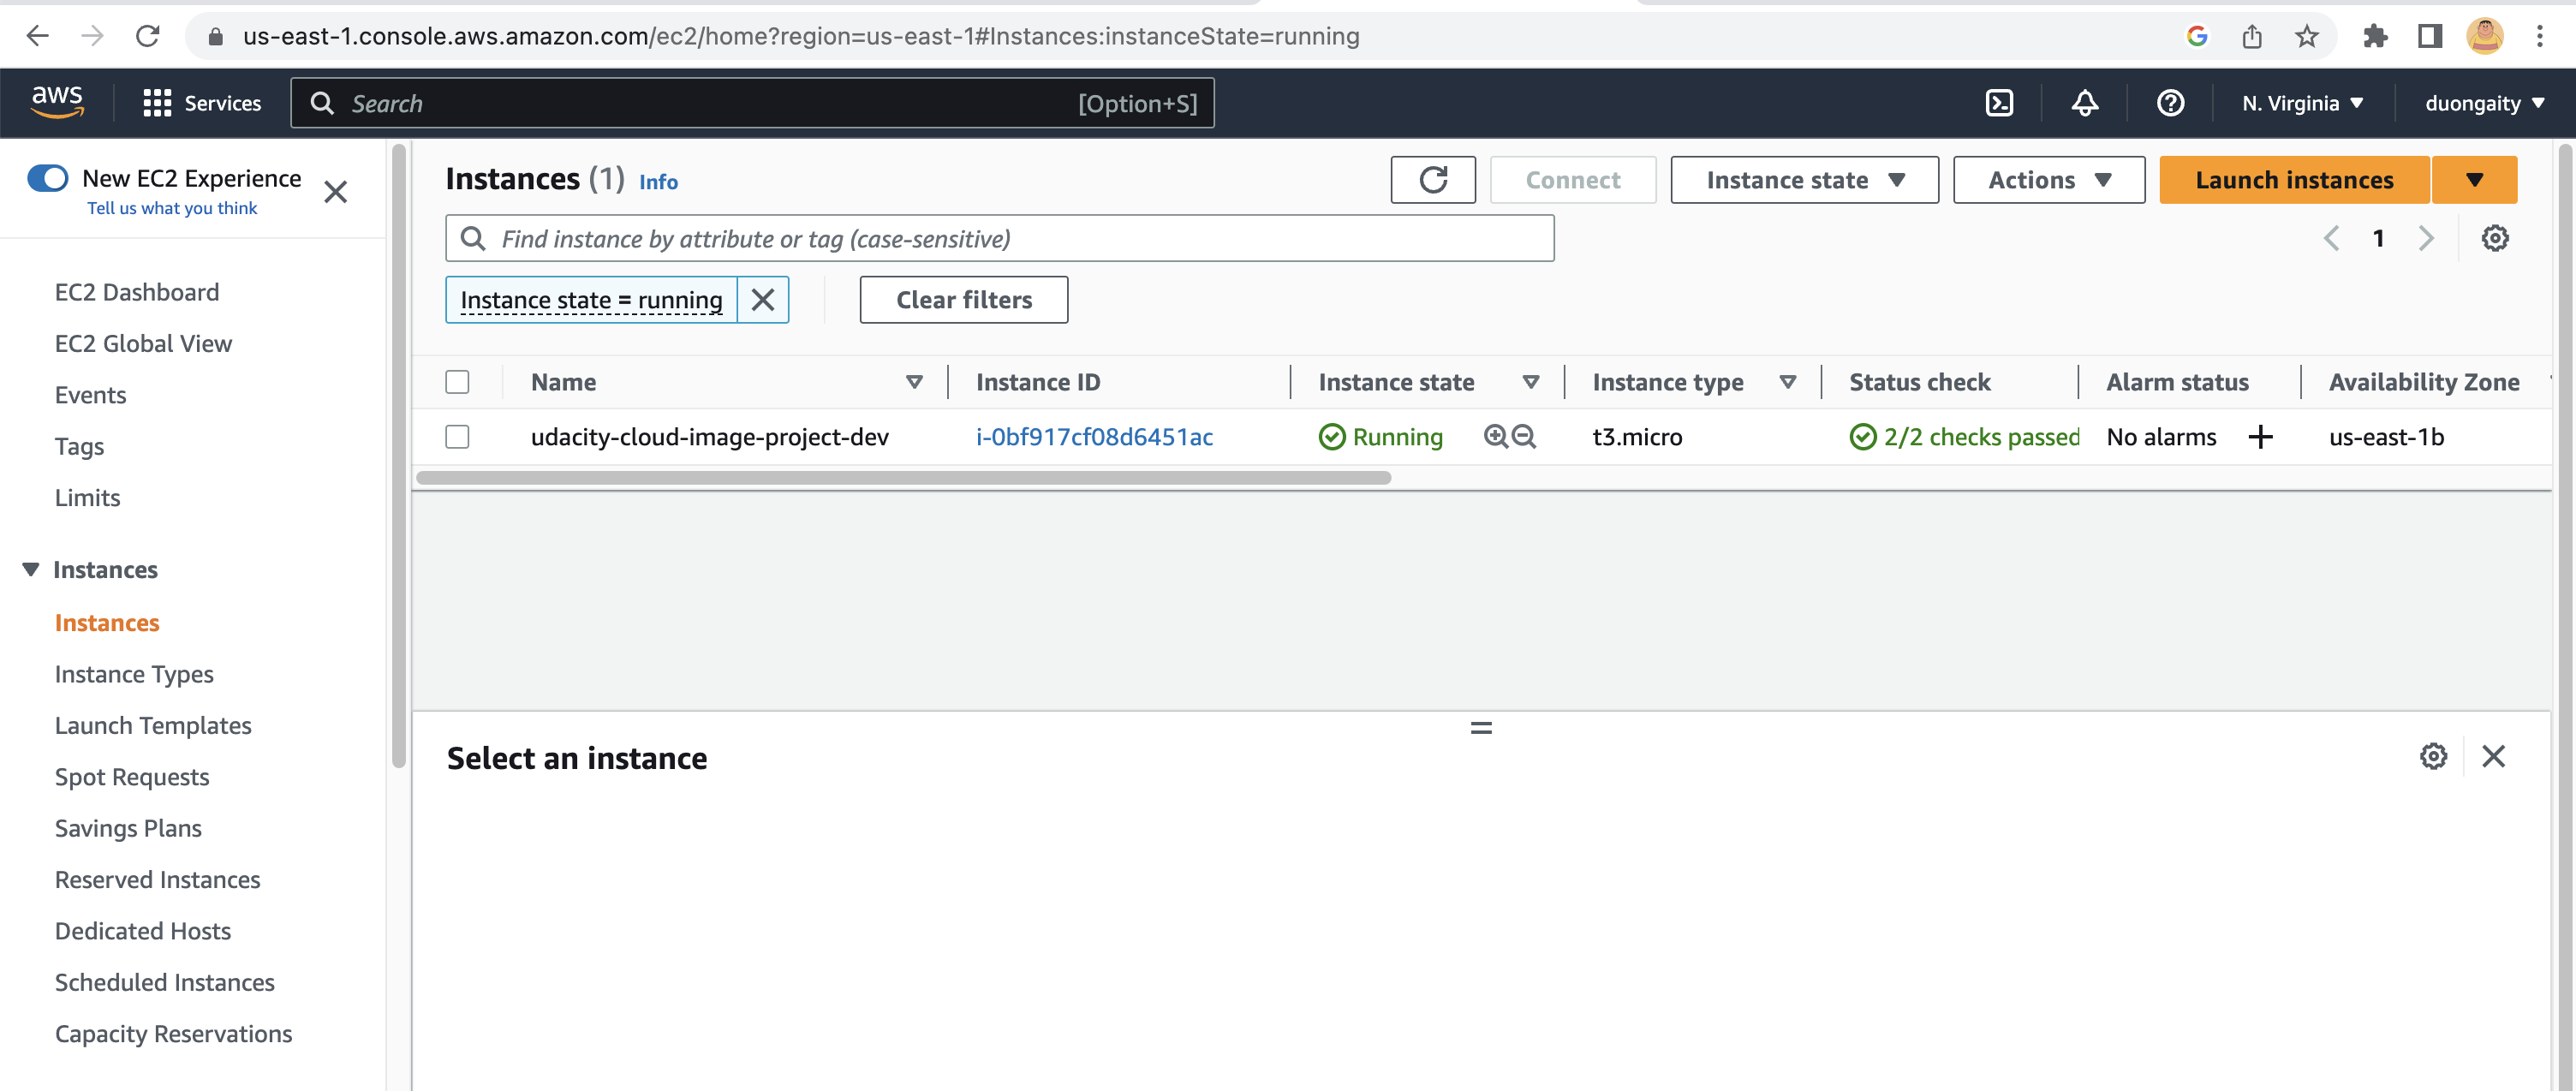 us-east-1.console.aws.amazon.com/ec2/home?region=us-east-1#Instances:instanceState=running
aws
Services
Search
[Option+S]
N. Virginia
duongaity
New EC2 Experience
Tell us what you think
EC2 Dashboard
EC2 Global View
Events
Tags
Limits
Instances
Instances
Instance Types
Launch Templates
Spot Requests
Savings Plans
Reserved Instances
Dedicated Hosts
Scheduled Instances
Capacity Reservations
Instances (1) Info
Connect
Instance state
Actions
Launch instances
Find instance by attribute or tag (case-sensitive)
1
Instance state = running
Clear filters
Name Instance ID Instance state Instance type Status check Alarm status Availability Zone
udacity-cloud-image-project-dev i-0bf917cf08d6451ac Running t3.micro 2/2 checks passed No alarms us-east-1b
Select an instance